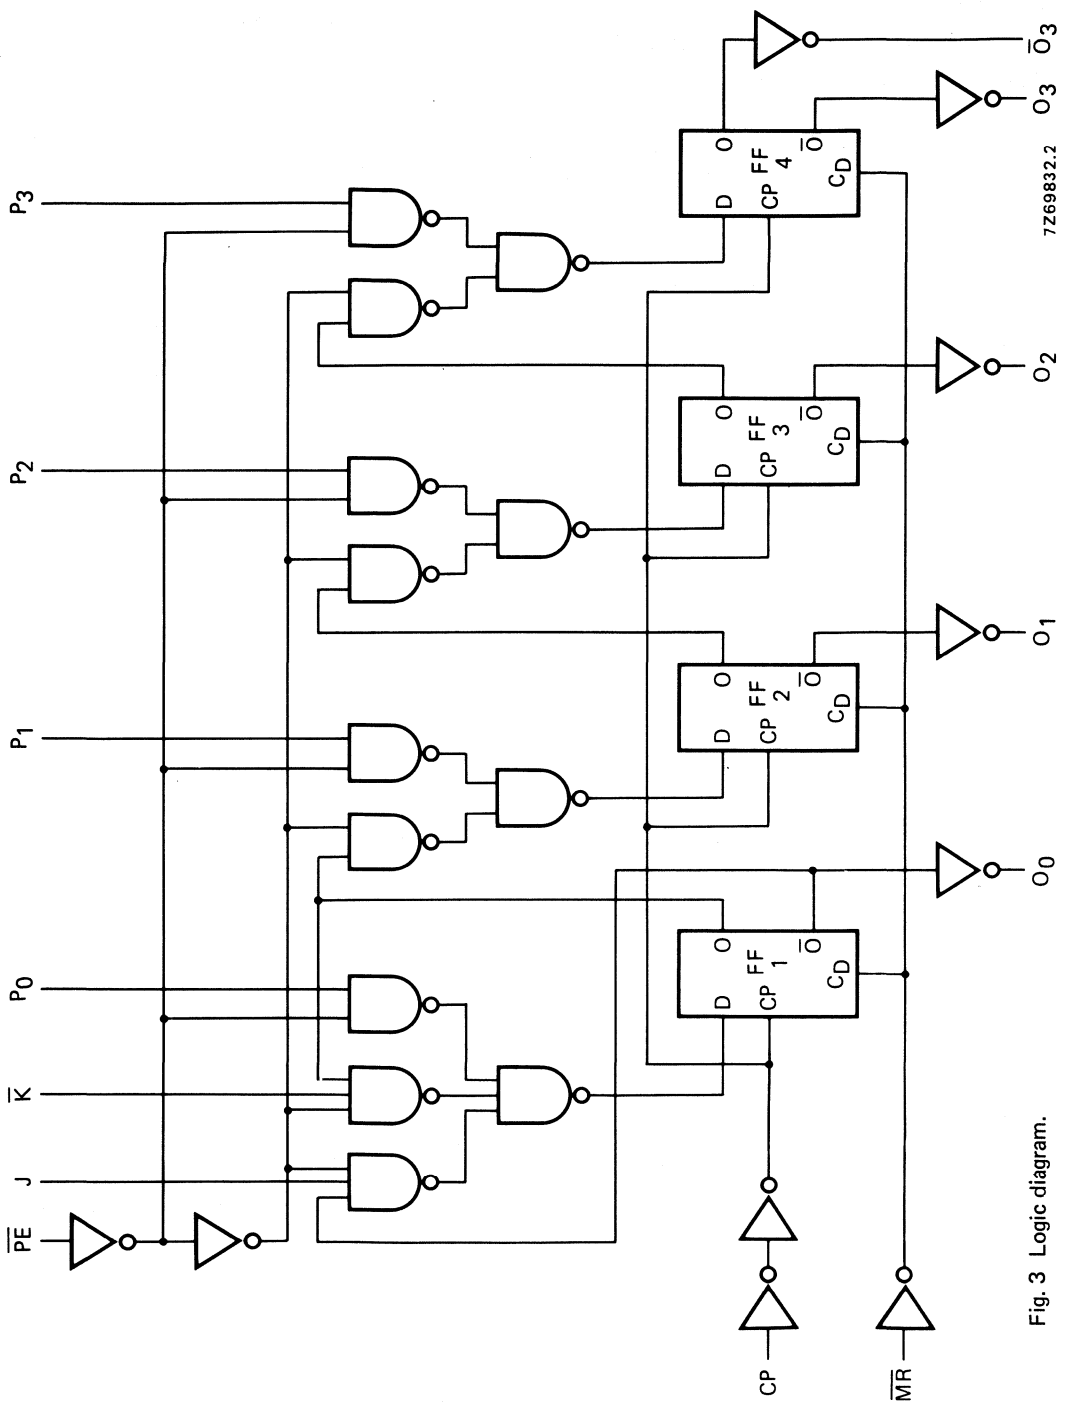 P̅E̅ J K̅ P0 P1 P2 P3
D O D O D O D O
CP FF 1 CP FF 2 CP FF 3 CP FF 4
O̅ O̅ O̅ O̅
CD CD CD CD
CP
M̅R̅
O0 O1 O2 O3 O̅3
7Z69832.2
Fig. 3 Logic diagram.